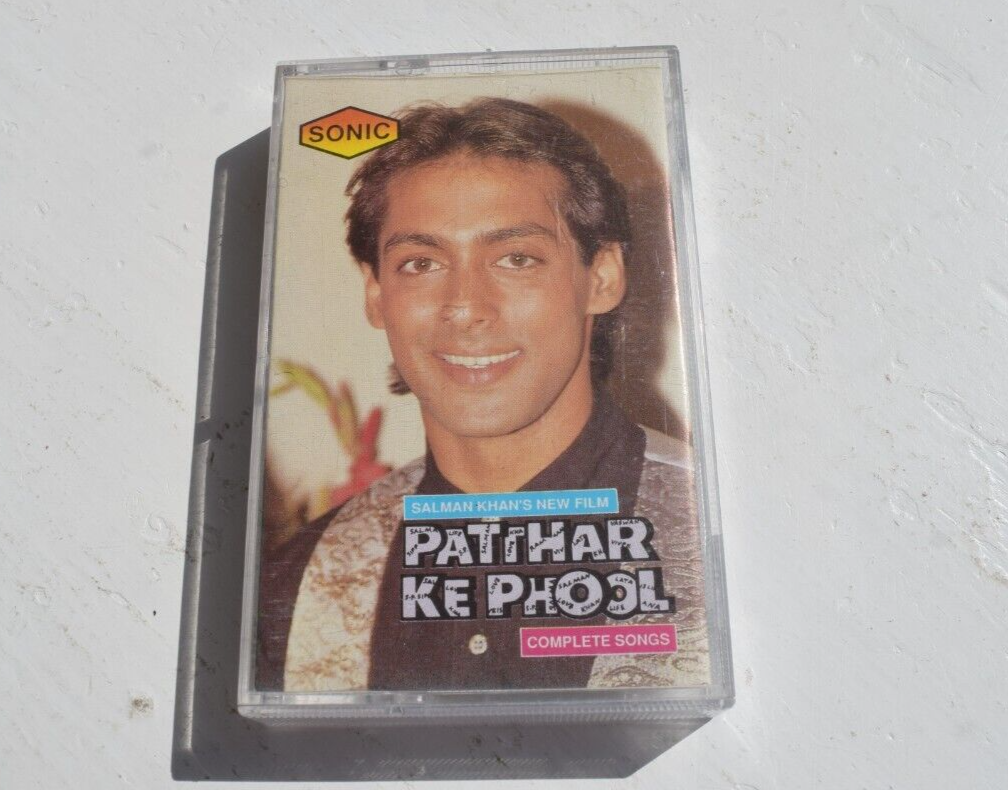 SONIC
SALMAN KHAN'S NEW FILM
PATTHAR
KE PHOOL
COMPLETE SONGS